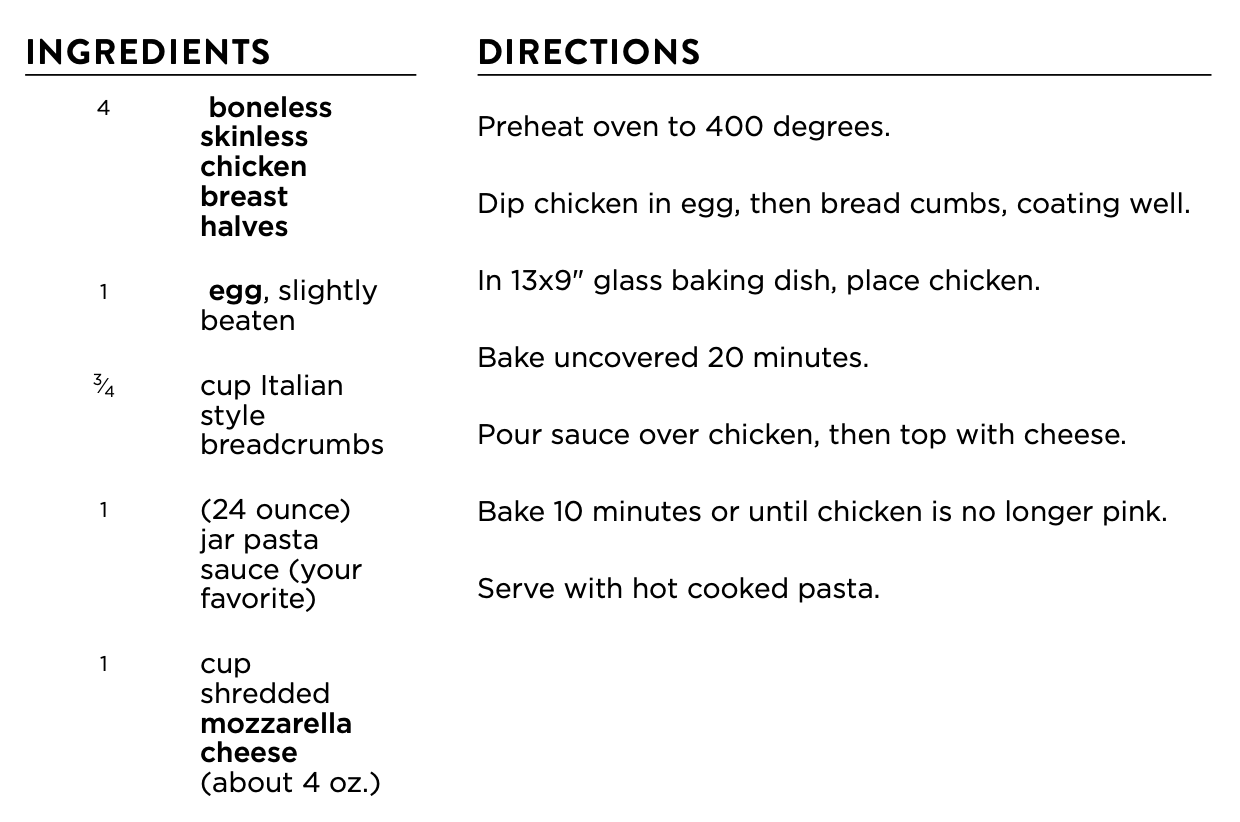 INGREDIENTS
4 boneless
skinless
chicken
breast
halves
1 egg, slightly
beaten
3⁄4 cup Italian
style
breadcrumbs
1 (24 ounce)
jar pasta
sauce (your
favorite)
1 cup
shredded
mozzarella
cheese
(about 4 oz.)
DIRECTIONS
Preheat oven to 400 degrees.
Dip chicken in egg, then bread cumbs, coating well.
In 13x9" glass baking dish, place chicken.
Bake uncovered 20 minutes.
Pour sauce over chicken, then top with cheese.
Bake 10 minutes or until chicken is no longer pink.
Serve with hot cooked pasta.